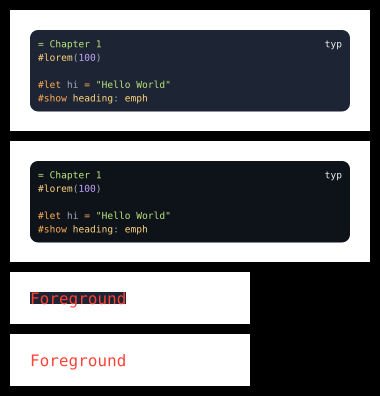 = Chapter 1 typ
#lorem(100)
#let hi = "Hello World"
#show heading: emph
= Chapter 1 typ
#lorem(100)
#let hi = "Hello World"
#show heading: emph
Foreground
Foreground